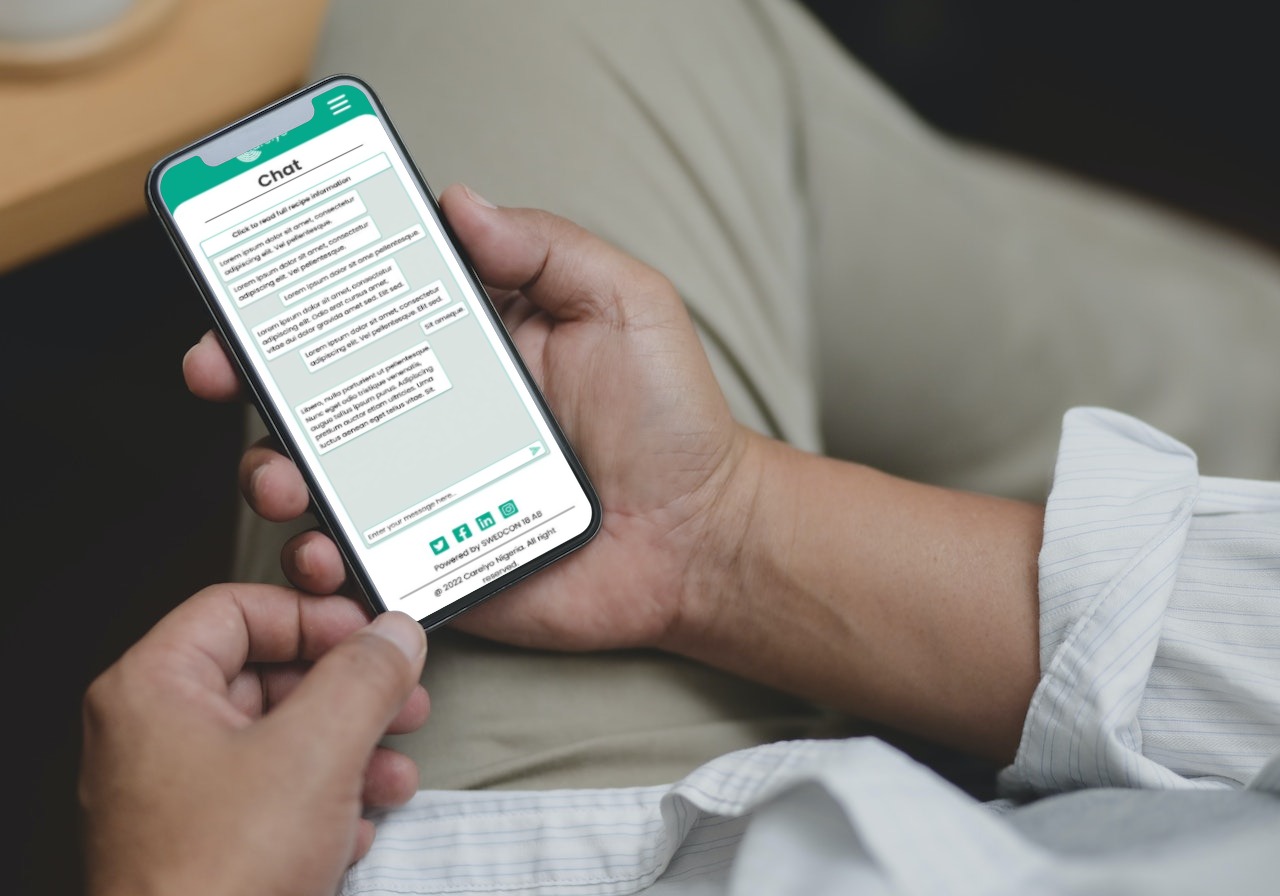 Chat
Click to read full recipe information
Lorem ipsum dolor sit amet, consectetur
adipiscing elit. Vel pellentesque.
Lorem ipsum dolor sit amet, consectetur
adipiscing elit. Vel pellentesque.
Lorem ipsum dolor sit ame pellentesque.
Lorem ipsum dolor sit amet, consectetur
adipiscing elit. Odio erat cursus amet,
vitae dui dolor gravida amet sed. Elit sed.
Lorem ipsum dolor sit amet, consectetur
adipiscing elit. Vel pellentesque. Elit sed.
Sit ameque.
Libero, nulla parturient ut pellentesque.
Nunc eget odio tristique venenatis,
augue tellus ipsum purus. Adipiscing
pretium auctor etiam ultricies. Urna
luctus aenean eget tellus vitae. Sit.
Enter your message here...
Powered by SWEDCON 18 AB
@ 2022 Carelyo Nigeria. All right
reserved.